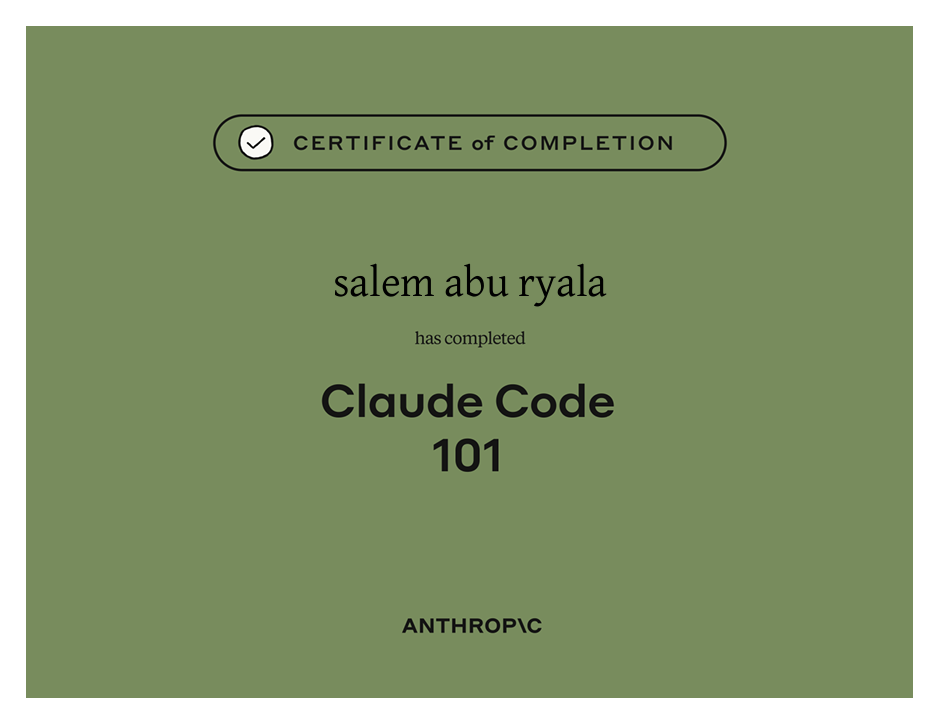 CERTIFICATE of COMPLETION
salem abu ryala
has completed
Claude Code
101
ANTHROP\C